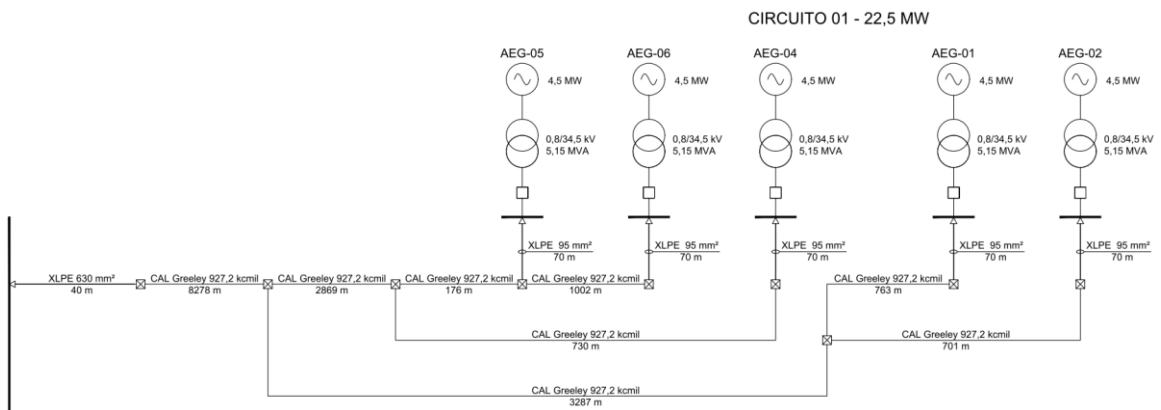 CIRCUITO 01 - 22,5 MW
AEG-05
AEG-06
AEG-04
AEG-01
AEG-02
4,5 MW
4,5 MW
4,5 MW
4,5 MW
4,5 MW
0,8/34,5 kV
5,15 MVA
0,8/34,5 kV
5,15 MVA
0,8/34,5 kV
5,15 MVA
0,8/34,5 kV
5,15 MVA
0,8/34,5 kV
5,15 MVA
XLPE 95 mm²
70 m
XLPE 95 mm²
70 m
XLPE 95 mm²
70 m
XLPE 95 mm²
70 m
XLPE 95 mm²
70 m
XLPE 630 mm²
40 m
CAL Greeley 927,2 kcmil
8278 m
CAL Greeley 927,2 kcmil
2869 m
CAL Greeley 927,2 kcmil
176 m
CAL Greeley 927,2 kcmil
1002 m
CAL Greeley 927,2 kcmil
763 m
CAL Greeley 927,2 kcmil
730 m
CAL Greeley 927,2 kcmil
701 m
CAL Greeley 927,2 kcmil
3287 m